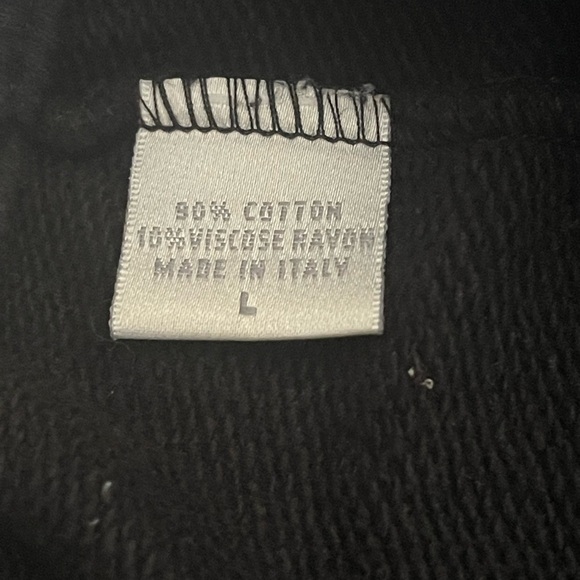 90% COTTON
10% VISCOSE RAYON
MADE IN ITALY
L